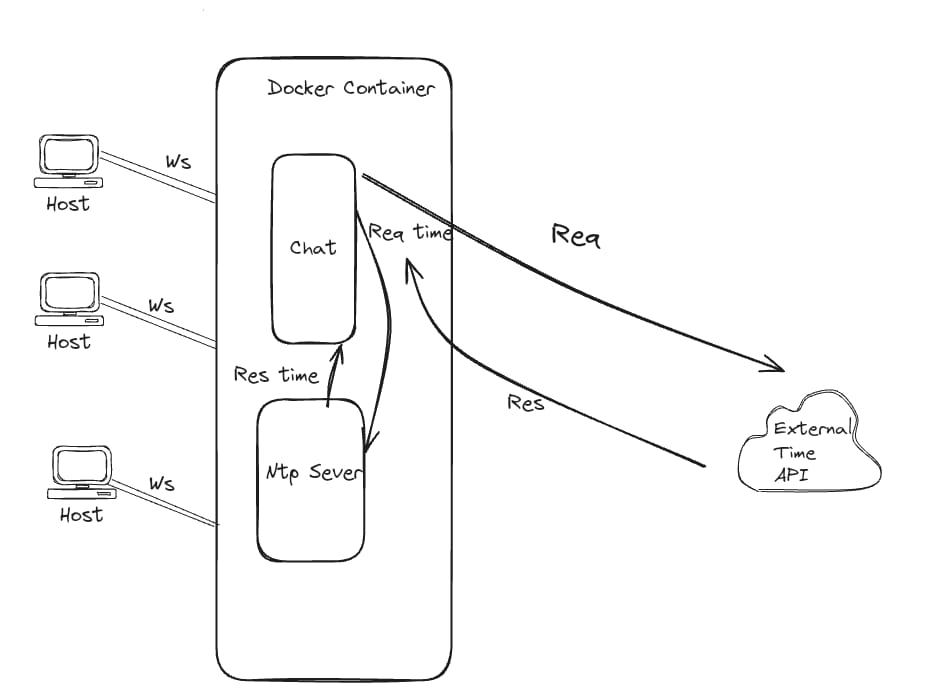 Docker Container
Ws
Host
Chat
Req time
Req
Ws
Host
Res time
Res
Ntp Sever
External
Time
API
Ws
Host